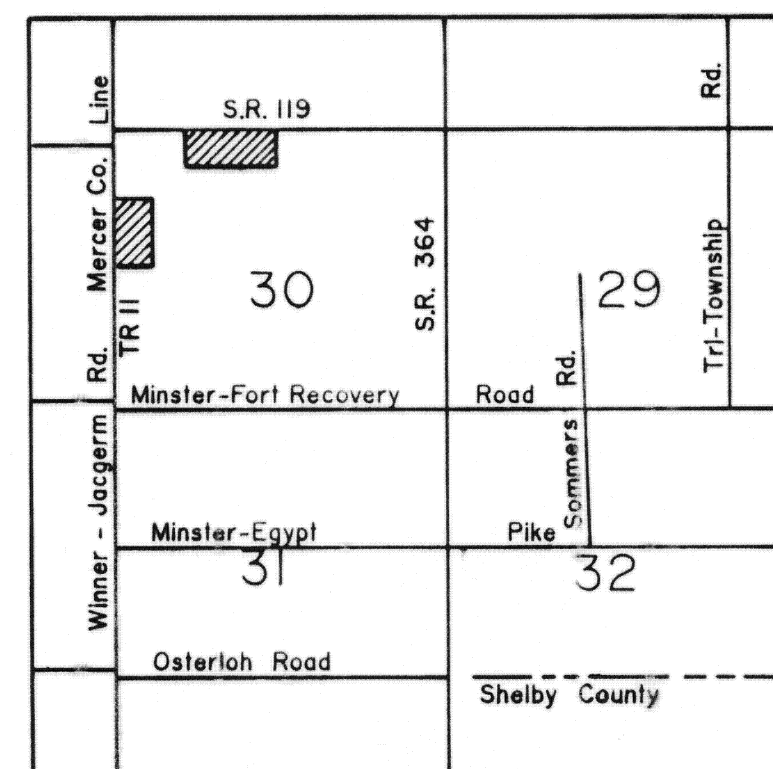 S.R. 119
Rd.
Line
Mercer Co.
Rd.
Winner - Jacgerm
TR 11
S.R. 364
30
29
Tri-Township
Minster-Fort Recovery Road
Sommers Rd.
Minster-Egypt Pike
31
32
Osterloh Road
Shelby County